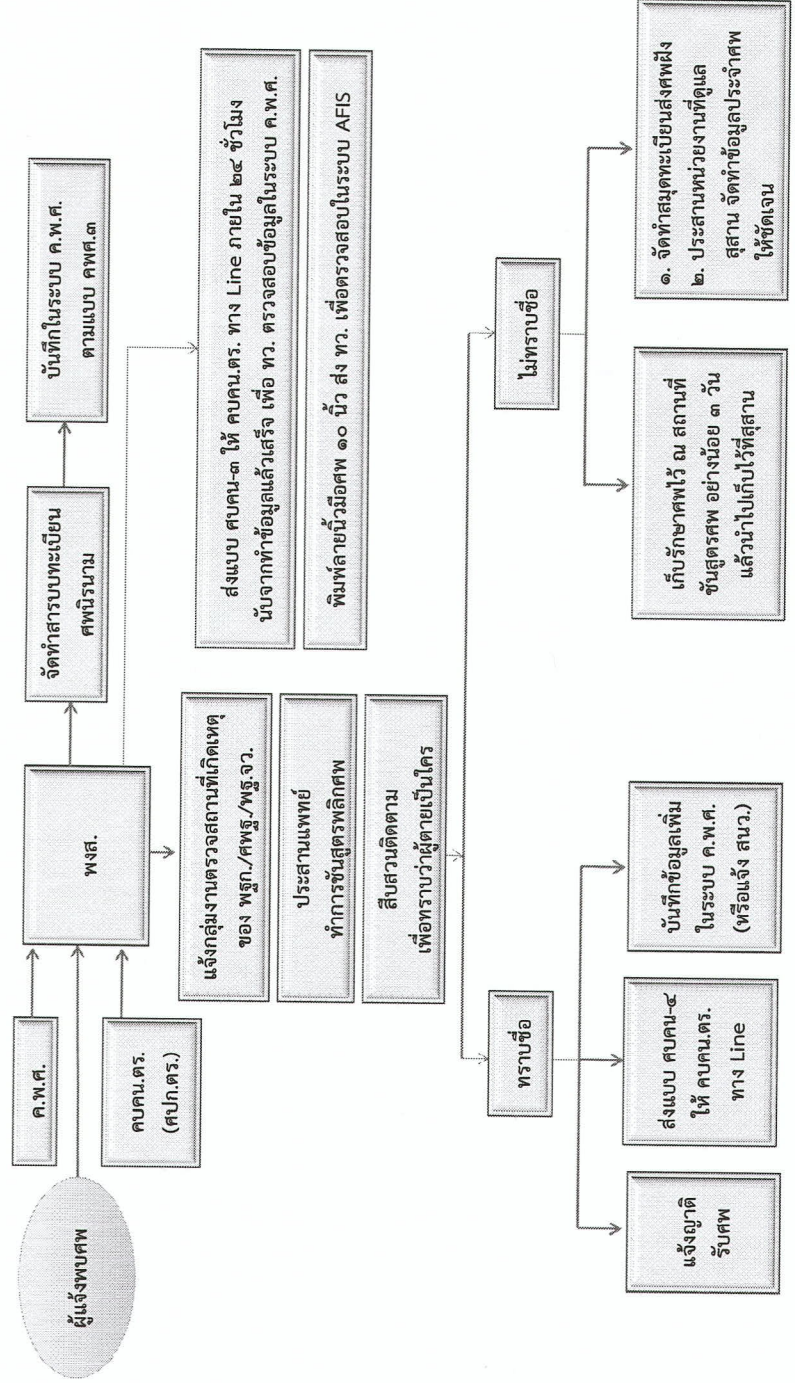 ผู้แจ้งพบศพ
ค.พ.ศ.
ศบคน.ตร.
(ศปก.ตร.)
พงส.
จัดทำสารบบทะเบียน
ศพนิรนาม
บันทึกในระบบ ค.พ.ศ.
ตามแบบ คพศ.๓
แจ้งกลุ่มงานตรวจสถานที่เกิดเหตุ
ของ พฐก./ศพฐ./พฐ.จว.
ประสานแพทย์
ทำการชันสูตรพลิกศพ
สืบสวนติดตาม
เพื่อทราบว่าผู้ตายเป็นใคร
ส่งแบบ ศบคน-๓ ให้ ศบคน.ตร. ทาง Line ภายใน ๒๔ ชั่วโมง
นับจากทำข้อมูลแล้วเสร็จ เพื่อ ทว. ตรวจสอบข้อมูลในระบบ ค.พ.ศ.
พิมพ์ลายนิ้วมือศพ ๑๐ นิ้ว ส่ง ทว. เพื่อตรวจสอบในระบบ AFIS
ทราบชื่อ
แจ้งญาติ
รับศพ
ส่งแบบ ศบคน-๔
ให้ ศบคน.ตร.
ทาง Line
บันทึกข้อมูลเพิ่ม
ในระบบ ค.พ.ศ.
(หรือแจ้ง สนว.)
ไม่ทราบชื่อ
เก็บรักษาศพไว้ ณ สถานที่
ชันสูตรศพ อย่างน้อย ๓ วัน
แล้วนำไปเก็บไว้ที่สุสาน
๑. จัดทำสมุดทะเบียนส่งศพฝัง
๒. ประสานหน่วยงานที่ดูแล
สุสาน จัดทำข้อมูลประจำศพ
ให้ชัดเจน